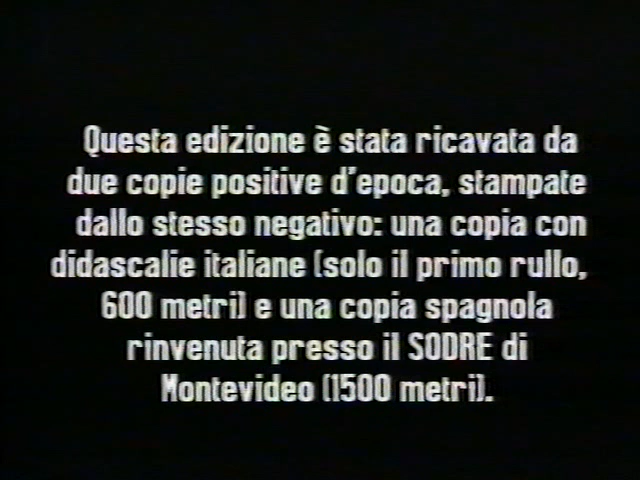 Questa edizione è stata ricavata da
due copie positive d'epoca, stampate
dallo stesso negativo: una copia con
didascalie italiane (solo il primo rullo,
600 metri) e una copia spagnola
rinvenuta presso il SODRE di
Montevideo (1500 metri).